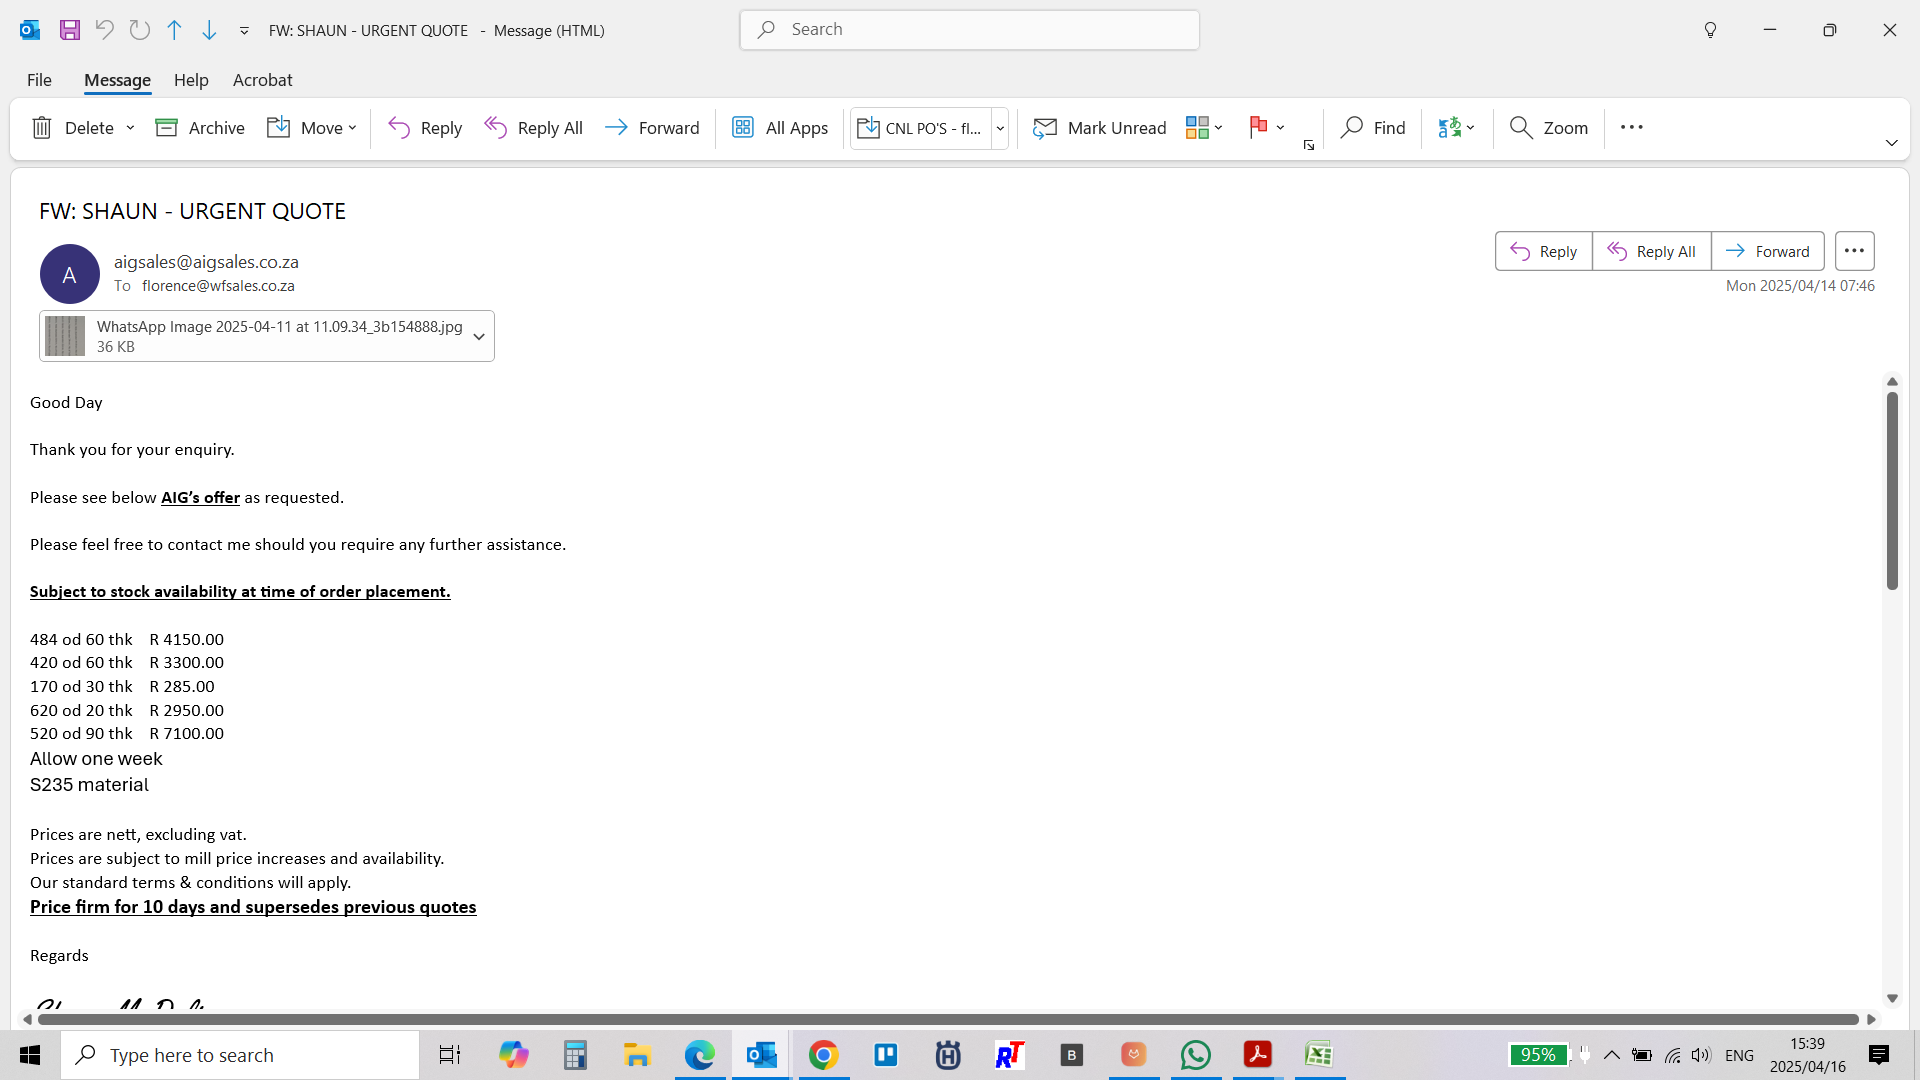 FW: SHAUN - URGENT QUOTE - Message (HTML)
Search
File Message Help Acrobat
Delete Archive Move Reply Reply All Forward All Apps CNL PO'S - fl... Mark Unread Find Zoom
FW: SHAUN - URGENT QUOTE
A
aigsales@aigsales.co.za
To florence@wfsales.co.za
Reply Reply All Forward
Mon 2025/04/14 07:46
WhatsApp Image 2025-04-11 at 11.09.34_3b154888.jpg
36 KB
Good Day
Thank you for your enquiry.
Please see below AIG’s offer as requested.
Please feel free to contact me should you require any further assistance.
Subject to stock availability at time of order placement.
484 od 60 thk R 4150.00
420 od 60 thk R 3300.00
170 od 30 thk R 285.00
620 od 20 thk R 2950.00
520 od 90 thk R 7100.00
Allow one week
S235 material
Prices are nett, excluding vat.
Prices are subject to mill price increases and availability.
Our standard terms & conditions will apply.
Price firm for 10 days and supersedes previous quotes
Regards
Type here to search
RT
B
95%
ENG
15:39
2025/04/16